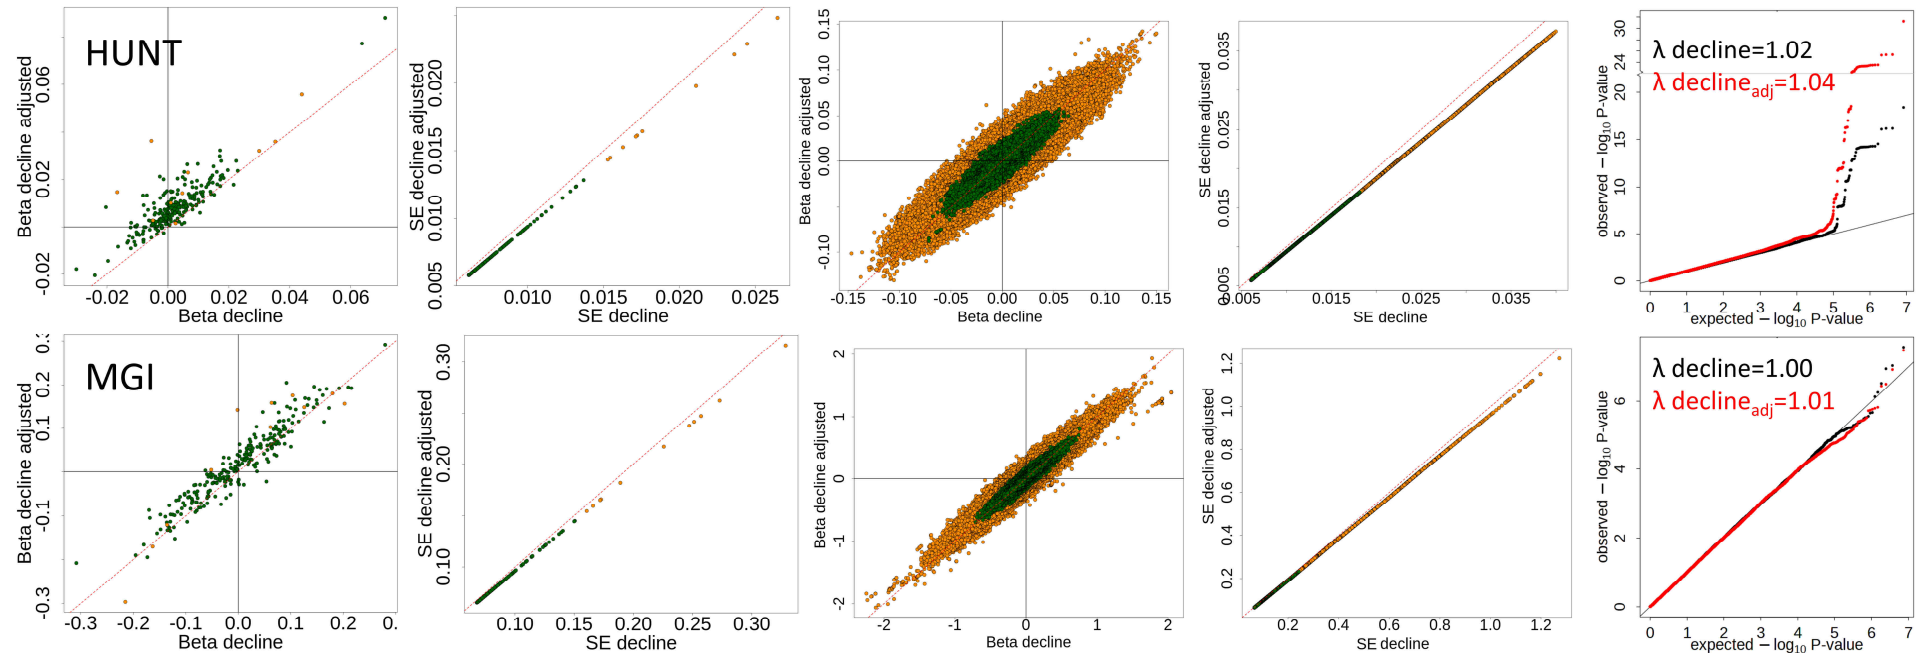 HUNT
Beta decline adjusted
-0.02 0.02 0.06
-0.02 0.00 0.02 0.04 0.06
Beta decline
SE decline adjusted
0.005 0.010 0.015 0.020
0.010 0.015 0.020 0.025
SE decline
Beta decline adjusted
-0.10 0.00 0.05 0.10 0.15
-0.15 -0.10 -0.05 0.00 0.05 0.10 0.15
Beta decline
SE decline adjusted
0.005 0.015 0.025 0.035
0.005 0.015 0.025 0.035
SE decline
λ decline=1.02
λ declineadj=1.04
observed −log10 P-value
0 5 10 15 20 24 30
0 1 2 3 4 5 6 7
expected −log10 P-value
MGI
Beta decline adjusted
-0.3 -0.1 0.1 0.2
-0.3 -0.2 -0.1 0.0 0.1 0.2 0.
Beta decline
SE decline adjusted
0.10 0.20 0.30
0.10 0.15 0.20 0.25 0.30
SE decline
Beta decline adjusted
-2 -1 0 1 2
-2 -1 0 1 2
Beta decline
SE decline adjusted
0.2 0.4 0.6 0.8 1.0 1.2
0.2 0.4 0.6 0.8 1.0 1.2
SE decline
λ decline=1.00
λ declineadj=1.01
observed −log10 P-value
0 2 4 6
0 1 2 3 4 5 6 7
expected −log10 P-value